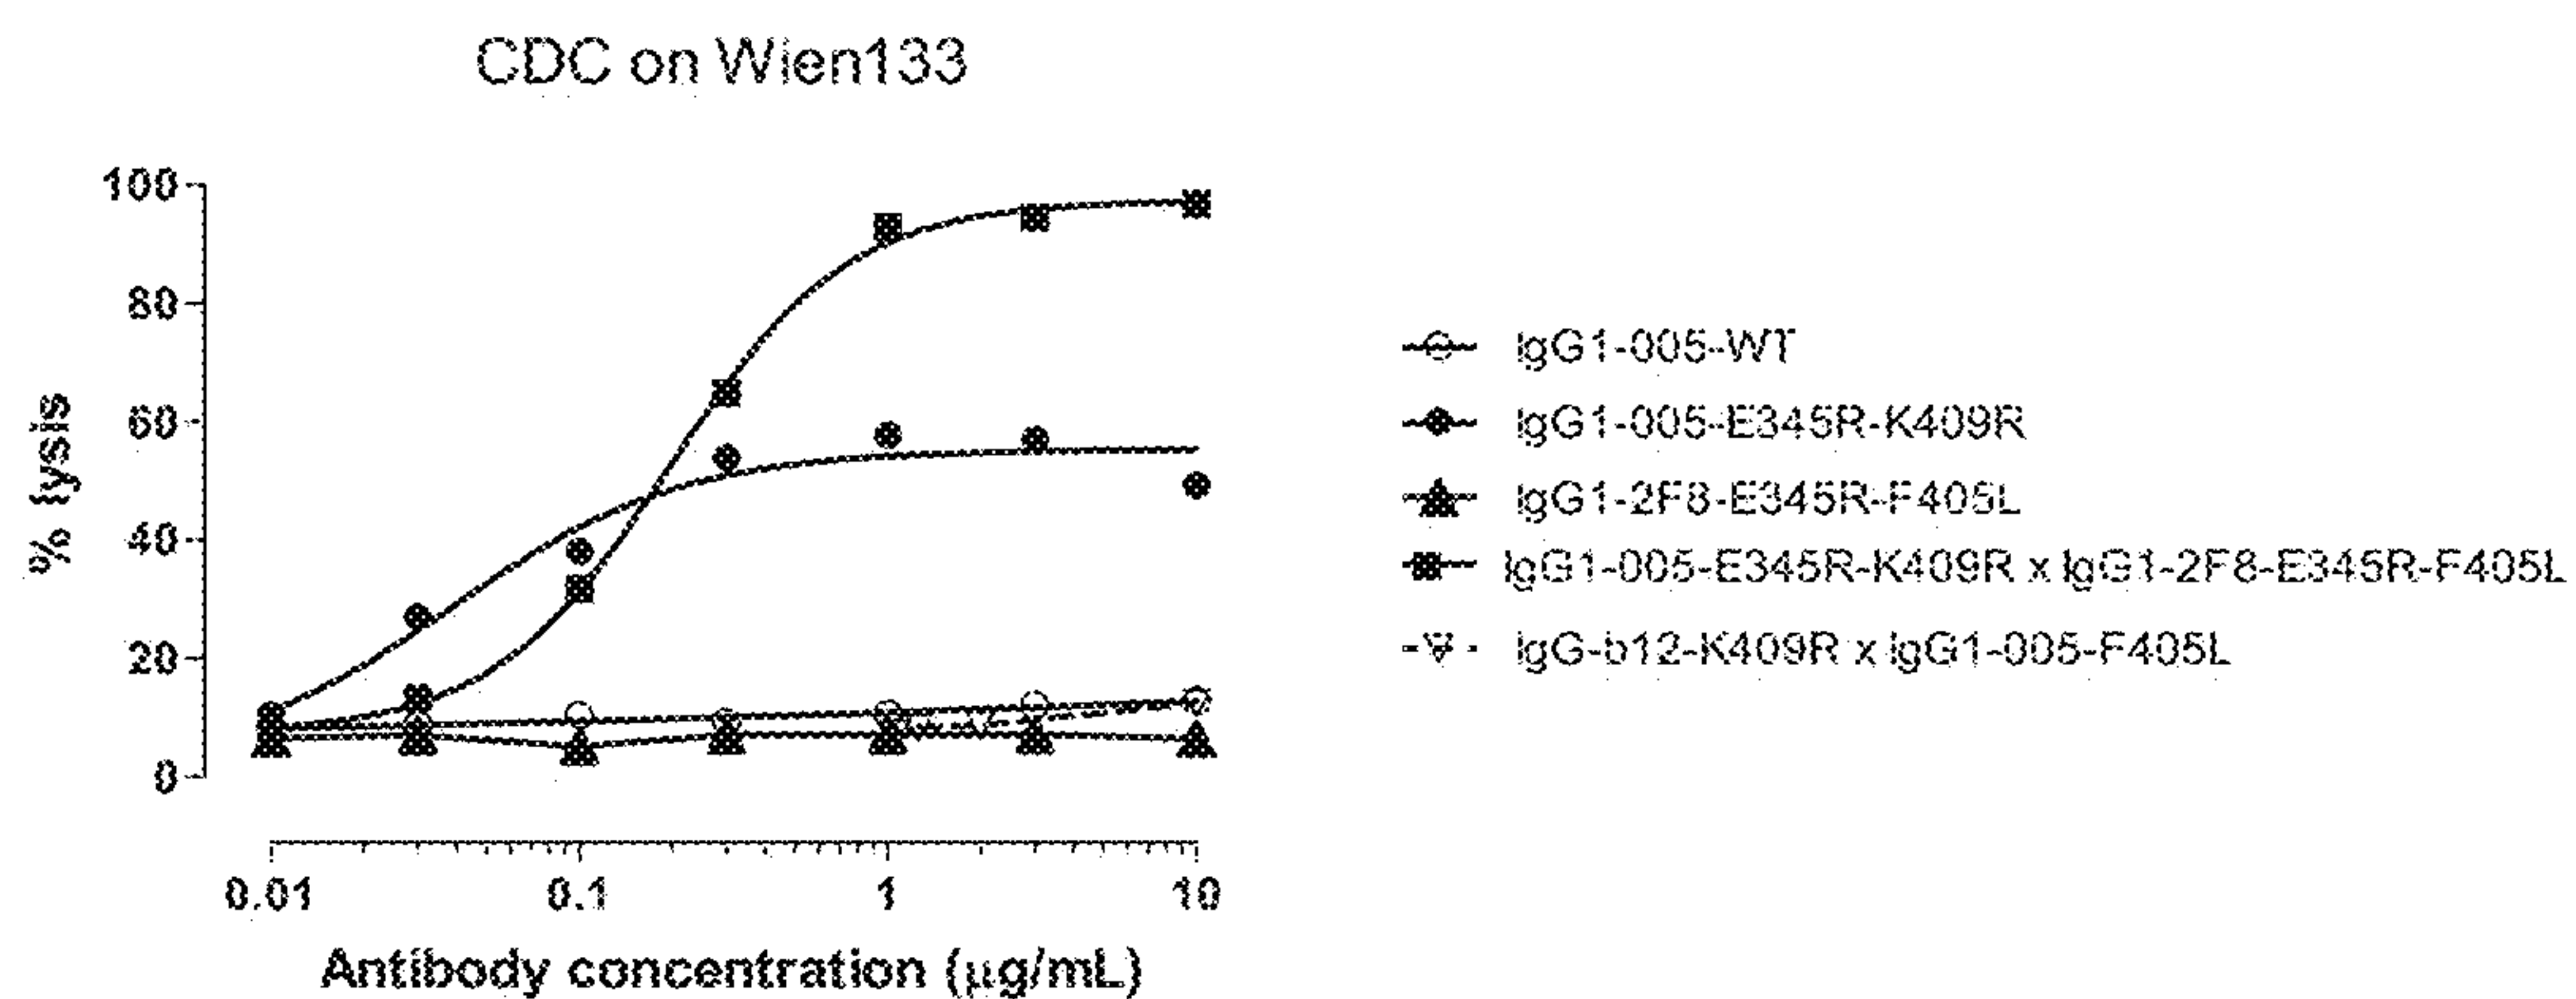 CDC on Wien133
100
80
60
40
20
0
% lysis
0.01 0.1 1 10
Antibody concentration (µg/mL)
IgG1-005-WT
IgG1-005-E345R-K409R
IgG1-2F8-E345R-F405L
IgG1-005-E345R-K409R x IgG1-2F8-E345R-F405L
IgG-b12-K409R x IgG1-005-F405L